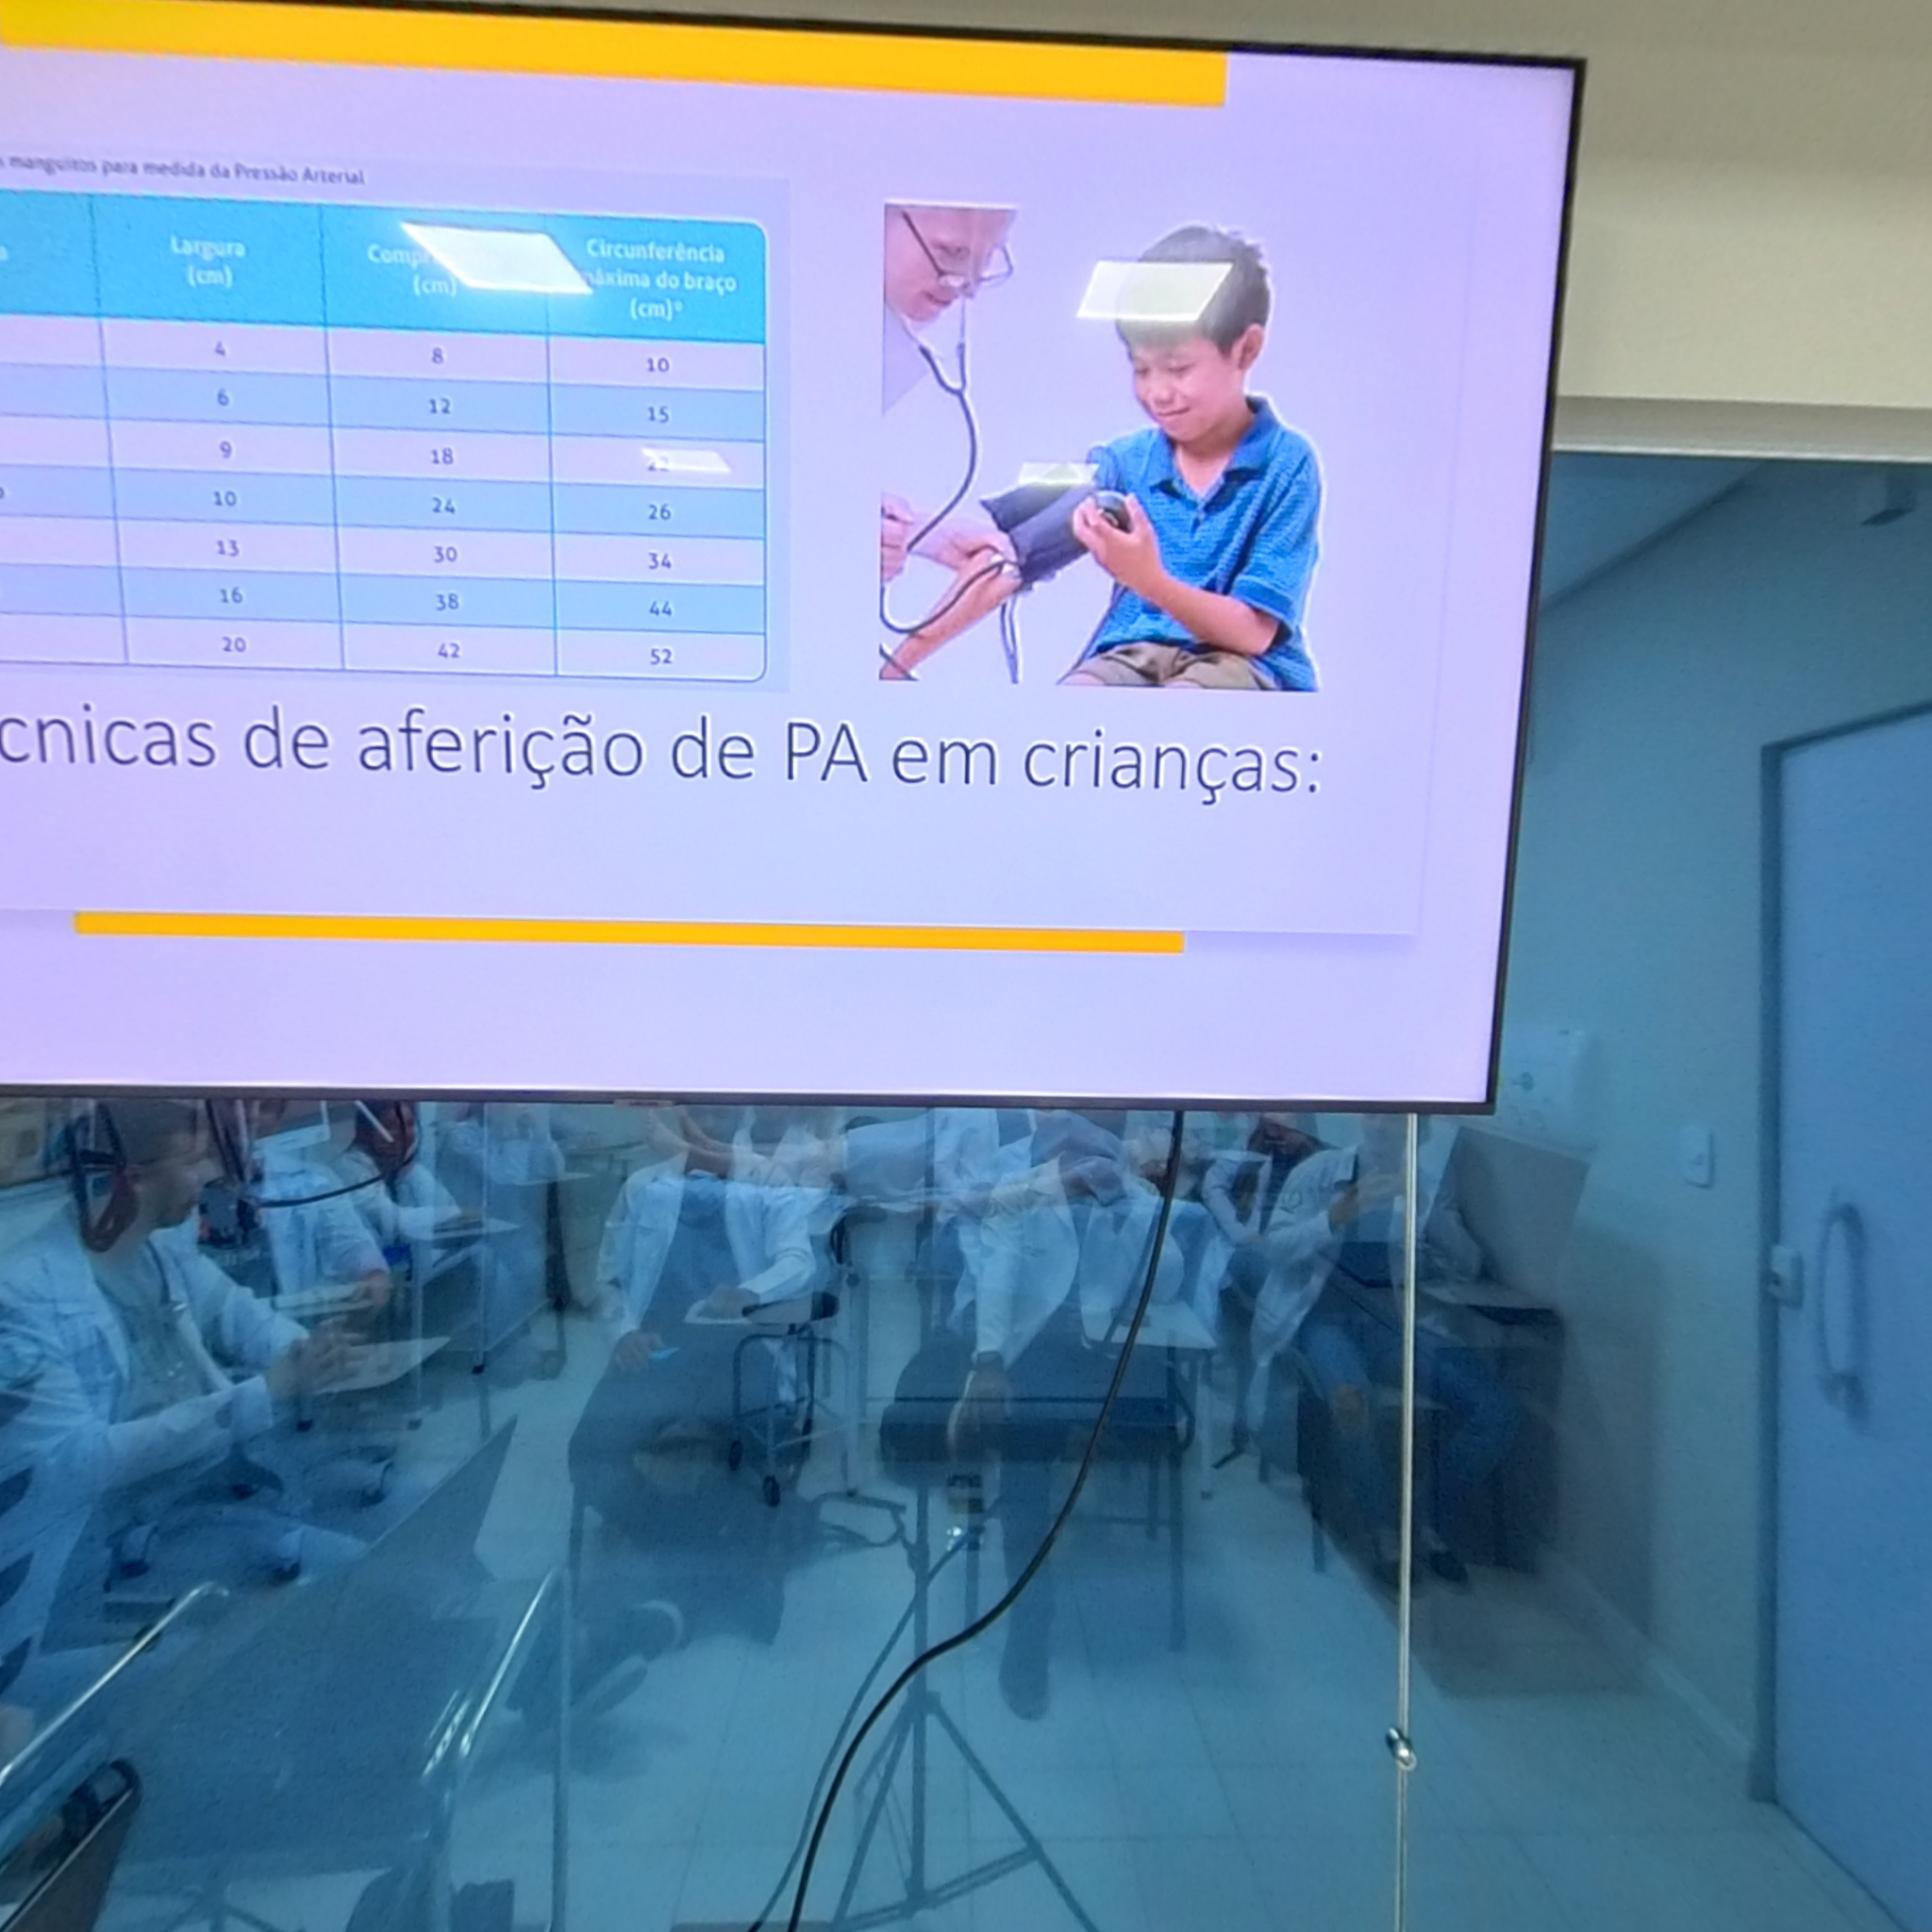 manguitos para medida da Pressão Arterial
Largura (cm) Circunferência máxima do braço (cm)
4 8 10
6 12 15
9 18
10 24 26
13 30 34
16 38 44
20 42 52
cnicas de aferição de PA em crianças: